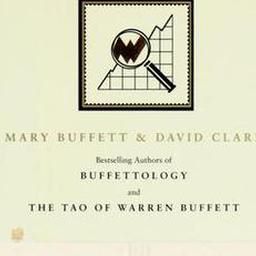 W
MARY BUFFETT & DAVID CLAR
Bestselling Authors of
BUFFETTOLOGY
and
THE TAO OF WARREN BUFFETT